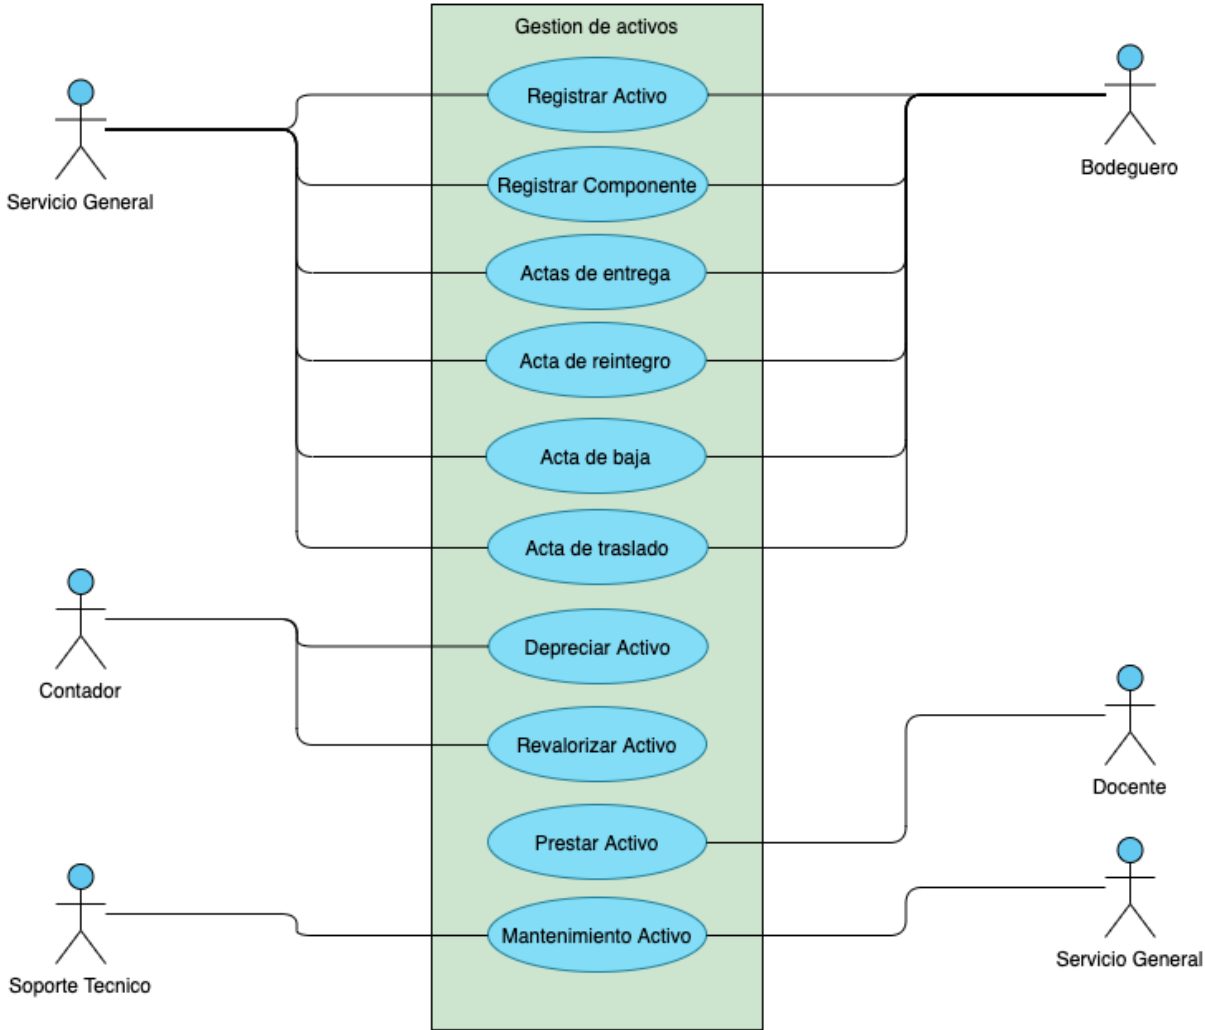 Gestion de activos
Registrar Activo
Bodeguero
Registrar Componente
Servicio General
Actas de entrega
Acta de reintegro
Acta de baja
Acta de traslado
Depreciar Activo
Contador
Revalorizar Activo
Docente
Prestar Activo
Mantenimiento Activo
Servicio General
Soporte Tecnico